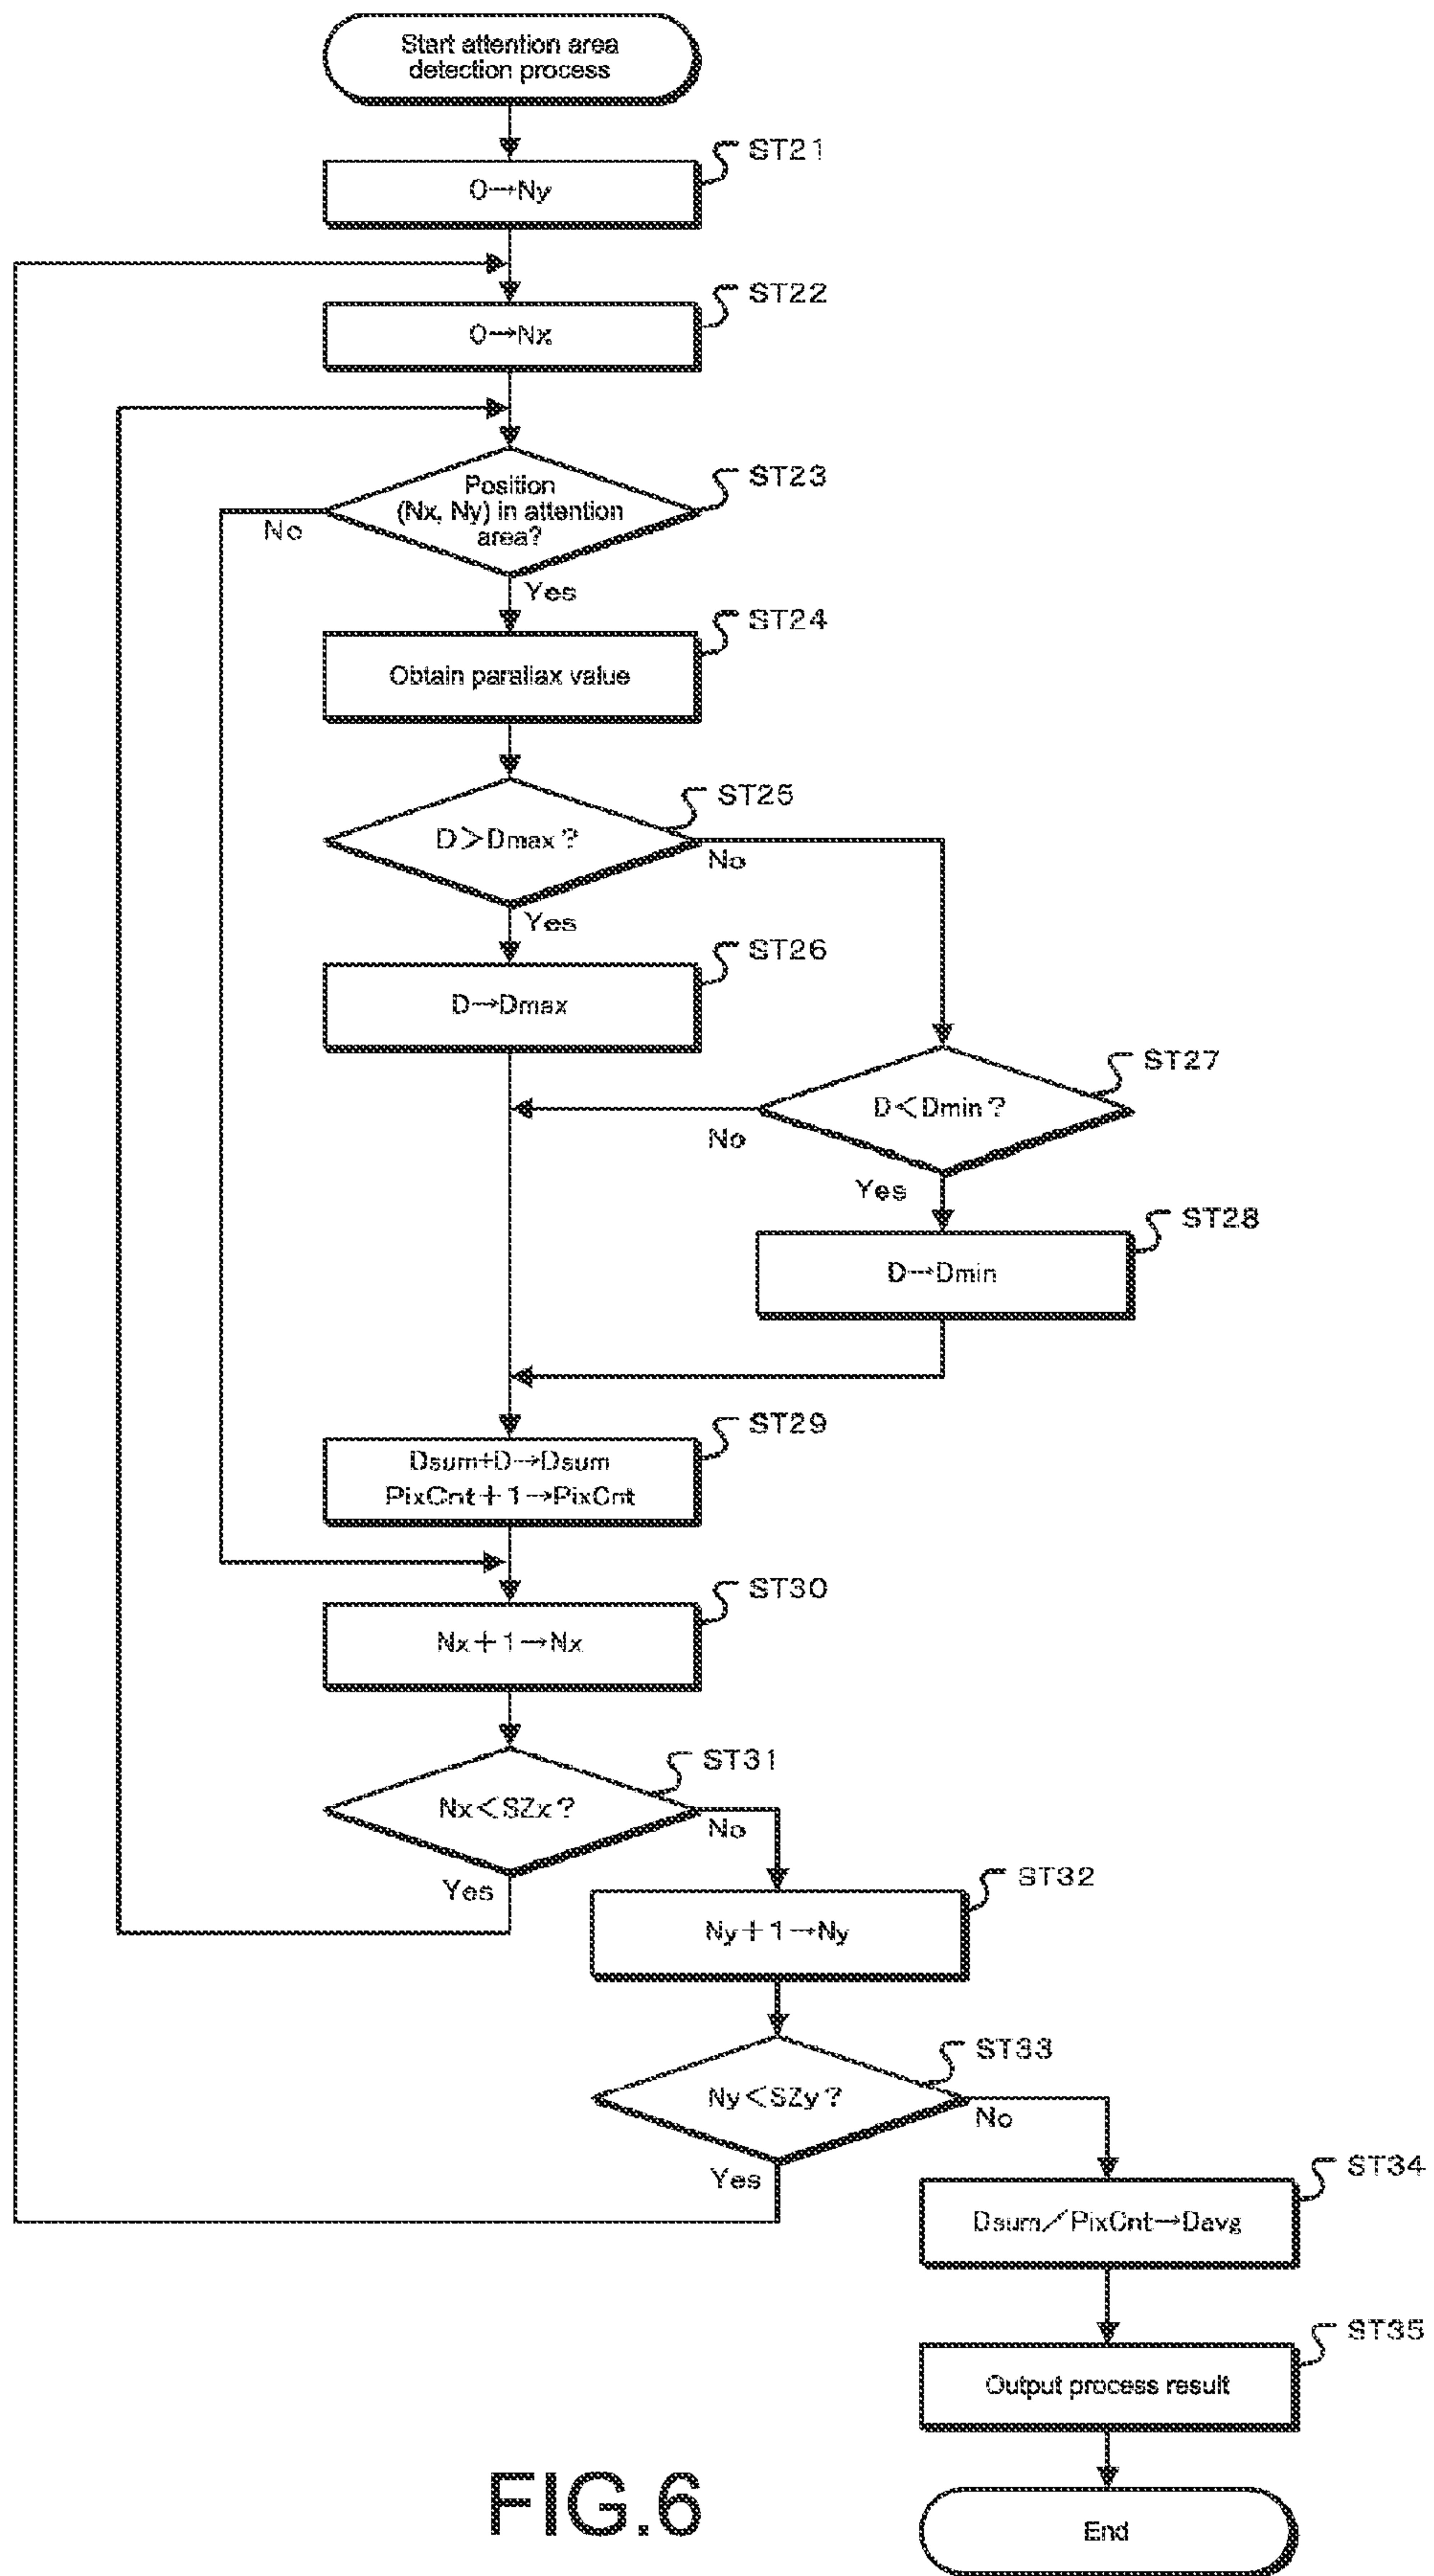 Start attention area
detection process
ST21
0→Ny
ST22
0→Nx
ST23
Position
(Nx, Ny) in attention
area?
No
Yes
ST24
Obtain parallax value
ST25
D>Dmax?
No
Yes
ST26
D→Dmax
ST27
D<Dmin?
No
Yes
ST28
D→Dmin
ST29
Dsum+D→Dsum
PixCnt+1→PixCnt
ST30
Nx+1→Nx
ST31
Nx<SZx?
No
Yes
ST32
Ny+1→Ny
ST33
Ny<SZy?
No
Yes
ST34
Dsum/PixCnt→Davg
ST35
Output process result
End
FIG.6